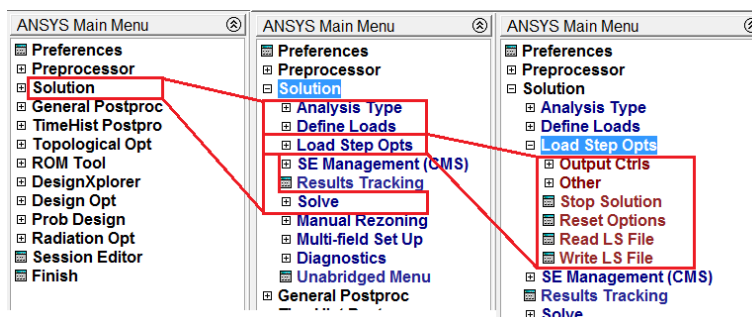 ANSYS Main Menu
Preferences
Preprocessor
Solution
General Postproc
TimeHist Postpro
Topological Opt
ROM Tool
DesignXplorer
Design Opt
Prob Design
Radiation Opt
Session Editor
Finish
ANSYS Main Menu
Preferences
Preprocessor
Solution
Analysis Type
Define Loads
Load Step Opts
SE Management (CMS)
Results Tracking
Solve
Manual Rezoning
Multi-field Set Up
Diagnostics
Unabridged Menu
General Postproc
ANSYS Main Menu
Preferences
Preprocessor
Solution
Analysis Type
Define Loads
Load Step Opts
Output Ctrls
Other
Stop Solution
Reset Options
Read LS File
Write LS File
SE Management (CMS)
Results Tracking
Solve